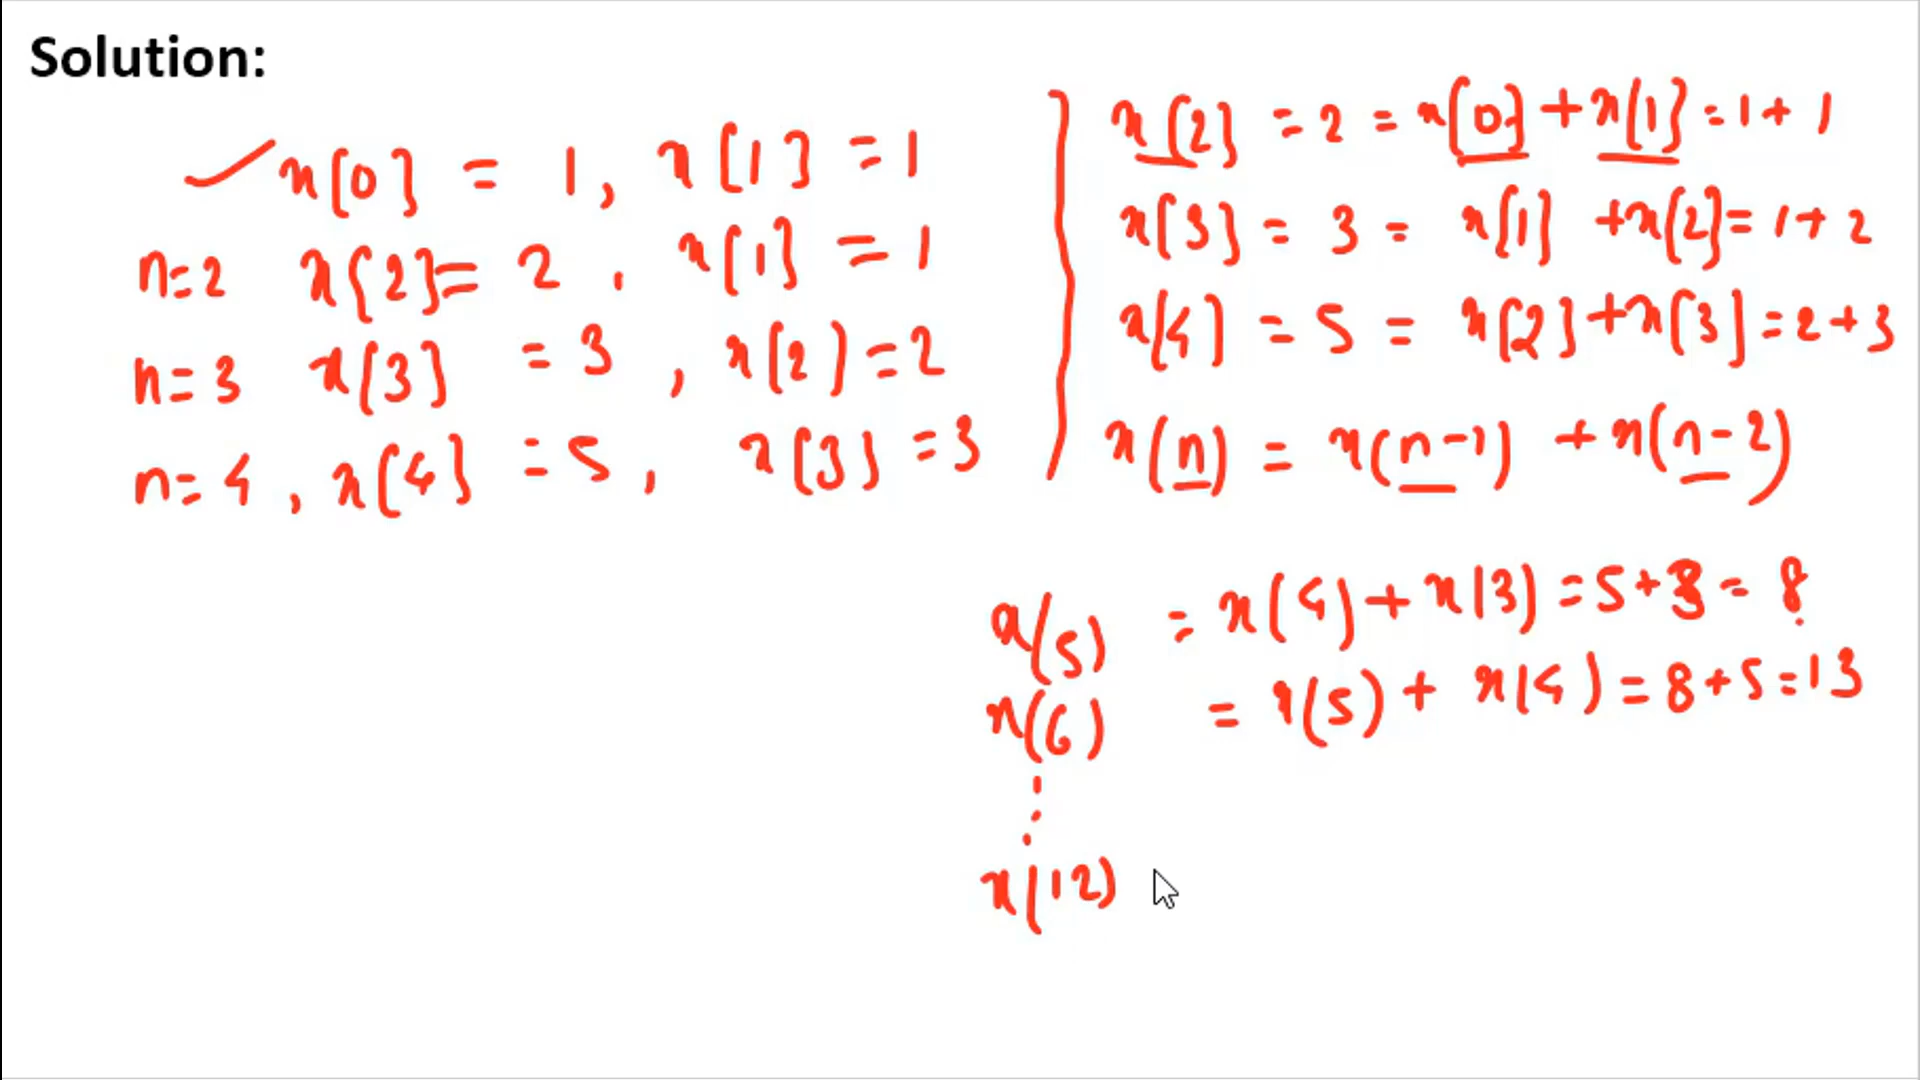 Solution:
x[0] = 1, x[1] = 1
n=2 x[2] = 2, x[1] = 1
n=3 x[3] = 3, x[2] = 2
n=4, x[4] = 5, x[3] = 3
x[2] = 2 = x[0] + x[1] = 1 + 1
x[3] = 3 = x[1] + x[2] = 1 + 2
x[4] = 5 = x[2] + x[3] = 2 + 3
x(n) = x(n-1) + x(n-2)
x(5) = x(4) + x(3) = 5 + 3 = 8
x(6) = x(5) + x(4) = 8 + 5 = 13
⋮
x(12)